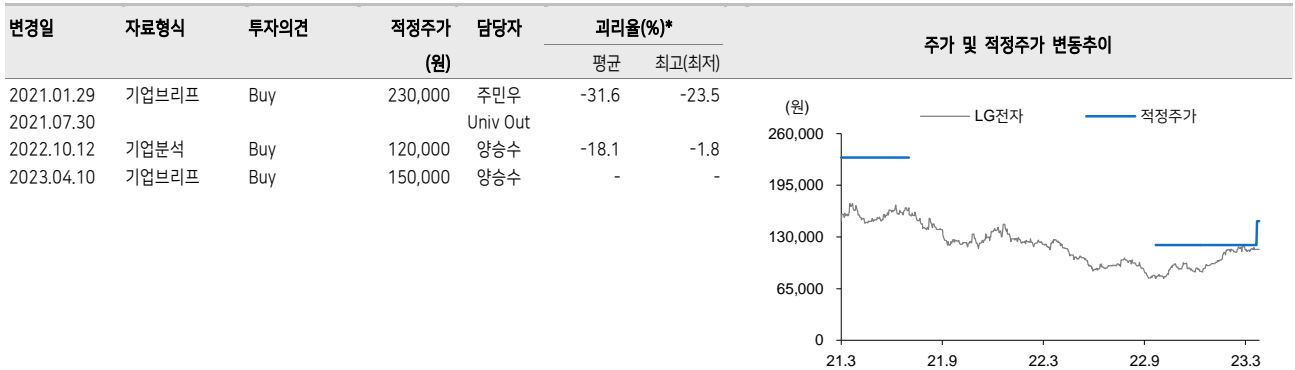 변경일 자료형식 투자의견 적정주가 담당자 괴리율(%)* 주가 및 적정주가 변동추이
(원) 평균 최고(최저)
2021.01.29 기업브리프 Buy 230,000 주민우 -31.6 -23.5
2021.07.30 Univ Out
2022.10.12 기업분석 Buy 120,000 양승수 -18.1 -1.8
2023.04.10 기업브리프 Buy 150,000 양승수 - -
(원) LG전자 적정주가
260,000
195,000
130,000
65,000
0
21.3 21.9 22.3 22.9 23.3